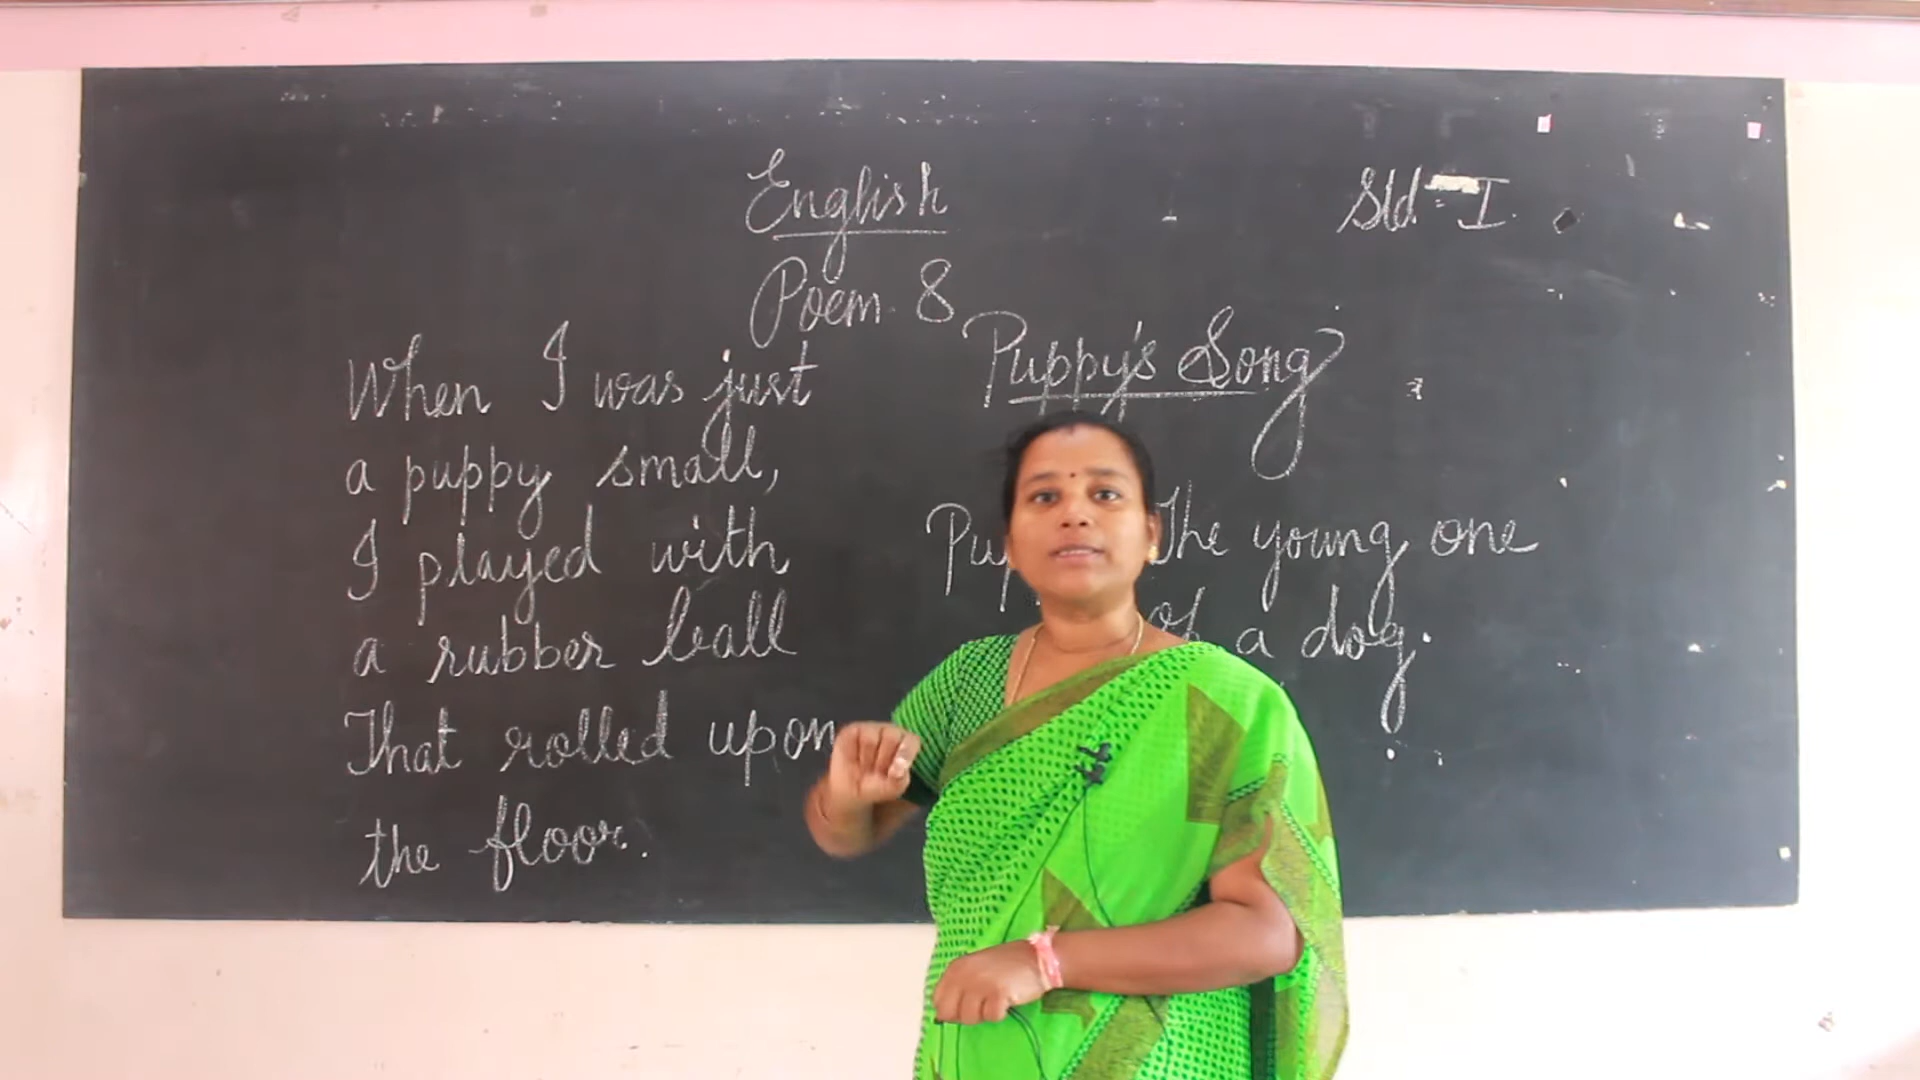 English
Std - I
Poem 8
Puppy's Song
When I was just
a puppy small,
I played with
a rubber ball
That rolled upon
the floor.
The young one
of a dog.